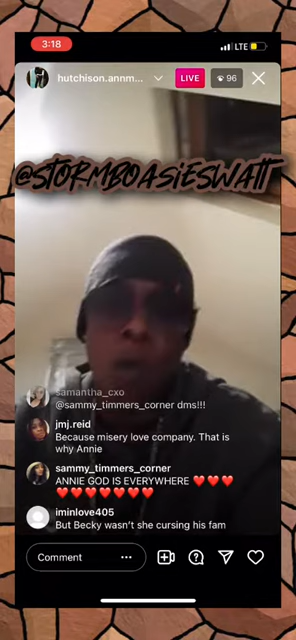 3:18
LTE
hutchison.annm...
LIVE
96
@STORMBOASIESWATT
samantha_cxo
@sammy_timmers_corner dms!!!
jmj.reid
Because misery love company. That is
why Annie
sammy_timmers_corner
ANNIE GOD IS EVERYWHERE ❤️❤️❤️
❤️❤️❤️❤️❤️❤️❤️
iminlove405
But Becky wasn't she cursing his fam
Comment